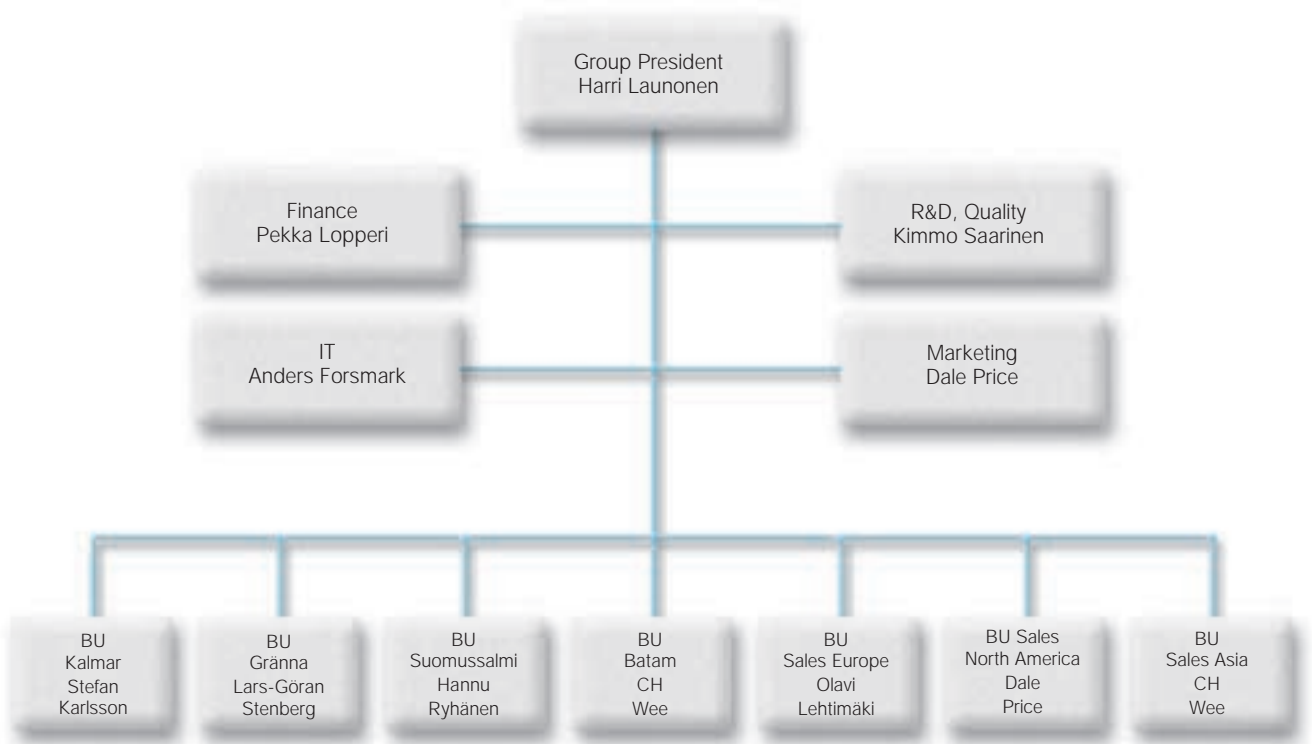 Group President
Harri Launonen
Finance
Pekka Lopperi
R&D, Quality
Kimmo Saarinen
IT
Anders Forsmark
Marketing
Dale Price
BU
Kalmar
Stefan
Karlsson
BU
Gränna
Lars-Göran
Stenberg
BU
Suomussalmi
Hannu
Ryhänen
BU
Batam
CH
Wee
BU
Sales Europe
Olavi
Lehtimäki
BU Sales
North America
Dale
Price
BU
Sales Asia
CH
Wee